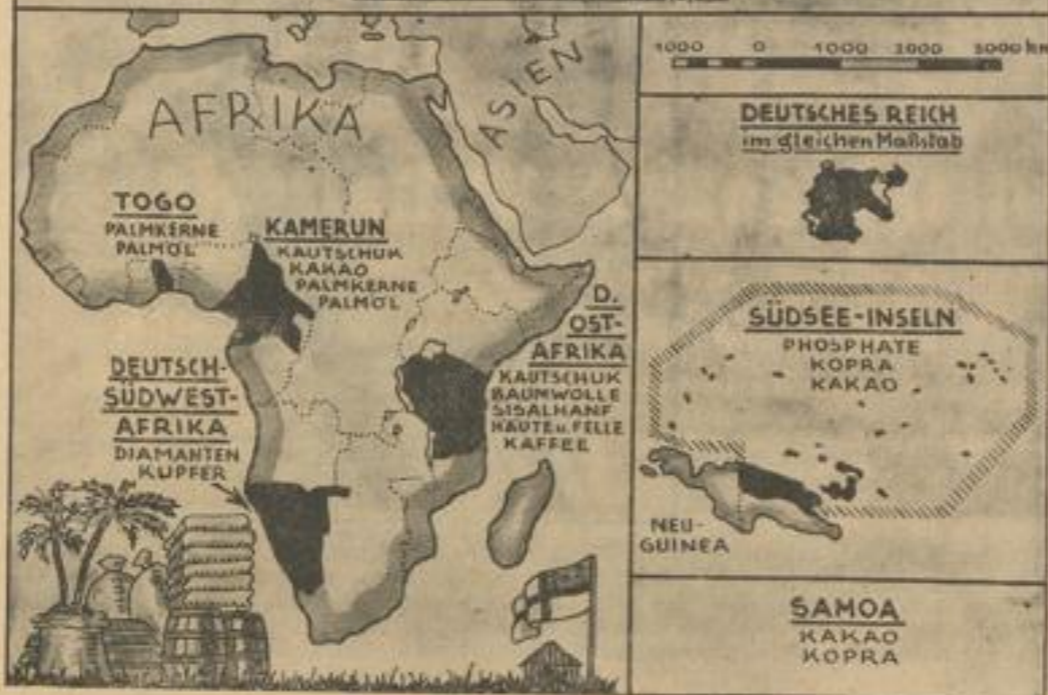 AFRIKA
ASIEN
TOGO
PALMKERNE
PALMÖL
KAMERUN
KAUTSCHUK
KAKAO
PALMKERNE
PALMÖL
D.
OST-
AFRIKA
KAUTSCHUK
BAUMWOLLE
SISALHANF
HÄUTE u. FELLE
KAFFEE
DEUTSCH-
SÜDWEST-
AFRIKA
DIAMANTEN
KUPFER
1000 0 1000 2000 3000 km
DEUTSCHES REICH
im gleichen Maßstab
SÜDSEE-INSELN
PHOSPHATE
KOPRA
KAKAO
NEU-
GUINEA
SAMOA
KAKAO
KOPRA